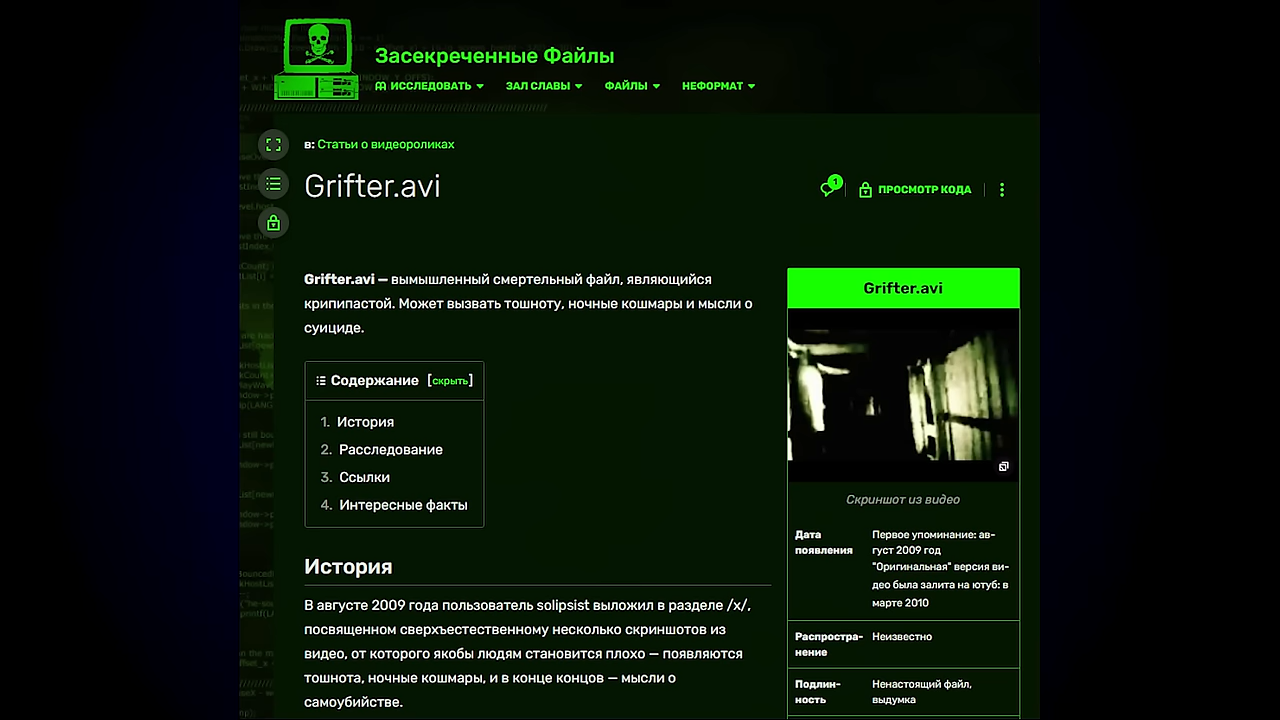 Засекреченные Файлы
ИССЛЕДОВАТЬ ЗАЛ СЛАВЫ ФАЙЛЫ НЕФОРМАТ
в: Статьи о видеороликах
Grifter.avi
1
ПРОСМОТР КОДА
Grifter.avi — вымышленный смертельный файл, являющийся
крипипастой. Может вызвать тошноту, ночные кошмары и мысли о
суициде.
Содержание [скрыть]
1. История
2. Расследование
3. Ссылки
4. Интересные факты
История
В августе 2009 года пользователь solipsist выложил в разделе /x/,
посвященном сверхъестественному несколько скриншотов из
видео, от которого якобы людям становится плохо — появляются
тошнота, ночные кошмары, и в конце концов — мысли о
самоубийстве.
Grifter.avi
Скриншот из видео
Дата
появления
Первое упоминание: ав-
густ 2009 год
"Оригинальная" версия ви-
део была залита на ютуб: в
марте 2010
Распростра-
нение
Неизвестно
Подлин-
ность
Ненастоящий файл,
выдумка